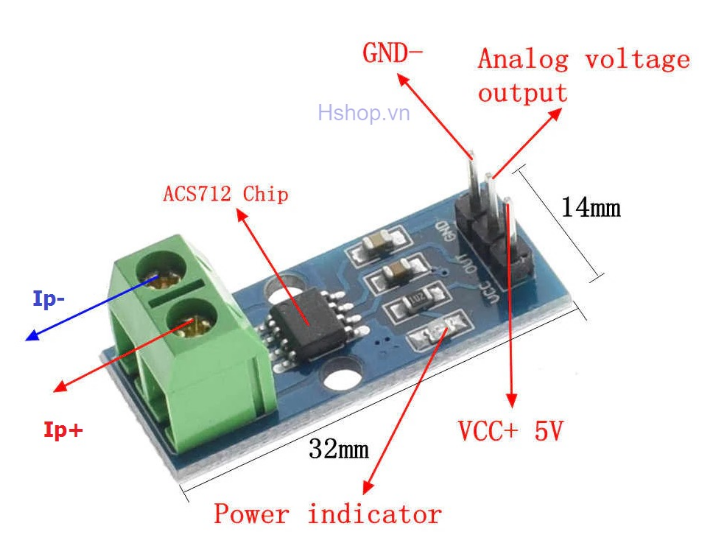 GND-
Analog voltage
output
Hshop.vn
ACS712 Chip
14mm
Ip-
GND
OUT
VCC
102
Ip+
VCC+ 5V
32mm
Power indicator